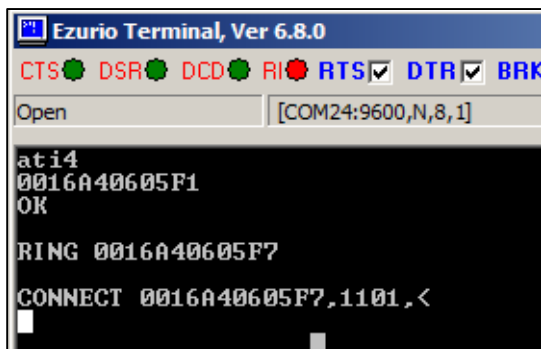 Ezurio Terminal, Ver 6.8.0
CTS DSR DCD RI RTS DTR BRK
Open [COM24:9600,N,8,1]
ati4
0016A40605F1
OK
RING 0016A40605F7
CONNECT 0016A40605F7,1101,<